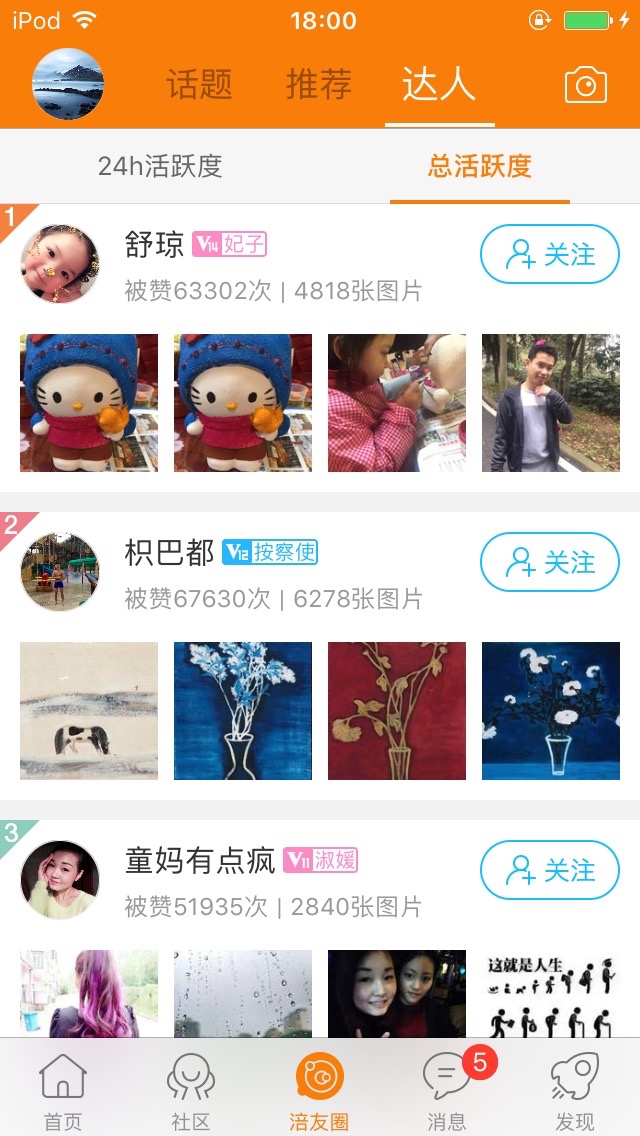 iPod 18:00
话题 推荐 达人
24h活跃度 总活跃度
1
舒琼 V14 妃子 关注
被赞63302次 | 4818张图片
2
枳巴都 V12 按察使 关注
被赞67630次 | 6278张图片
3
童妈有点疯 V11 淑媛 关注
被赞51935次 | 2840张图片
这就是人生
5
首页 社区 涪友圈 消息 发现